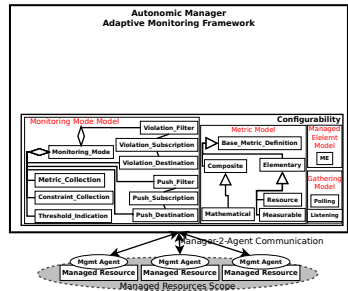 Autonomic Manager
Adaptive Monitoring Framework
Configurability
Monitoring Mode Model
Violation_Filter
Monitoring_Mode
Violation_Subscription
Violation_Destination
Metric_Collection
Push_Filter
Constraint_Collection
Push_Subscription
Threshold_Indication
Push_Destination
Metric Model
Base_Metric_Definition
Composite
Elementary
Resource
Mathematical
Measurable
Managed
Elelemt
Model
ME
Gathering
Model
Polling
Listening
Manager-2-Agent Communication
Mgmt Agent
Mgmt Agent
Mgmt Agent
Managed Resource
Managed Resource
Managed Resource
Managed Resources Scope